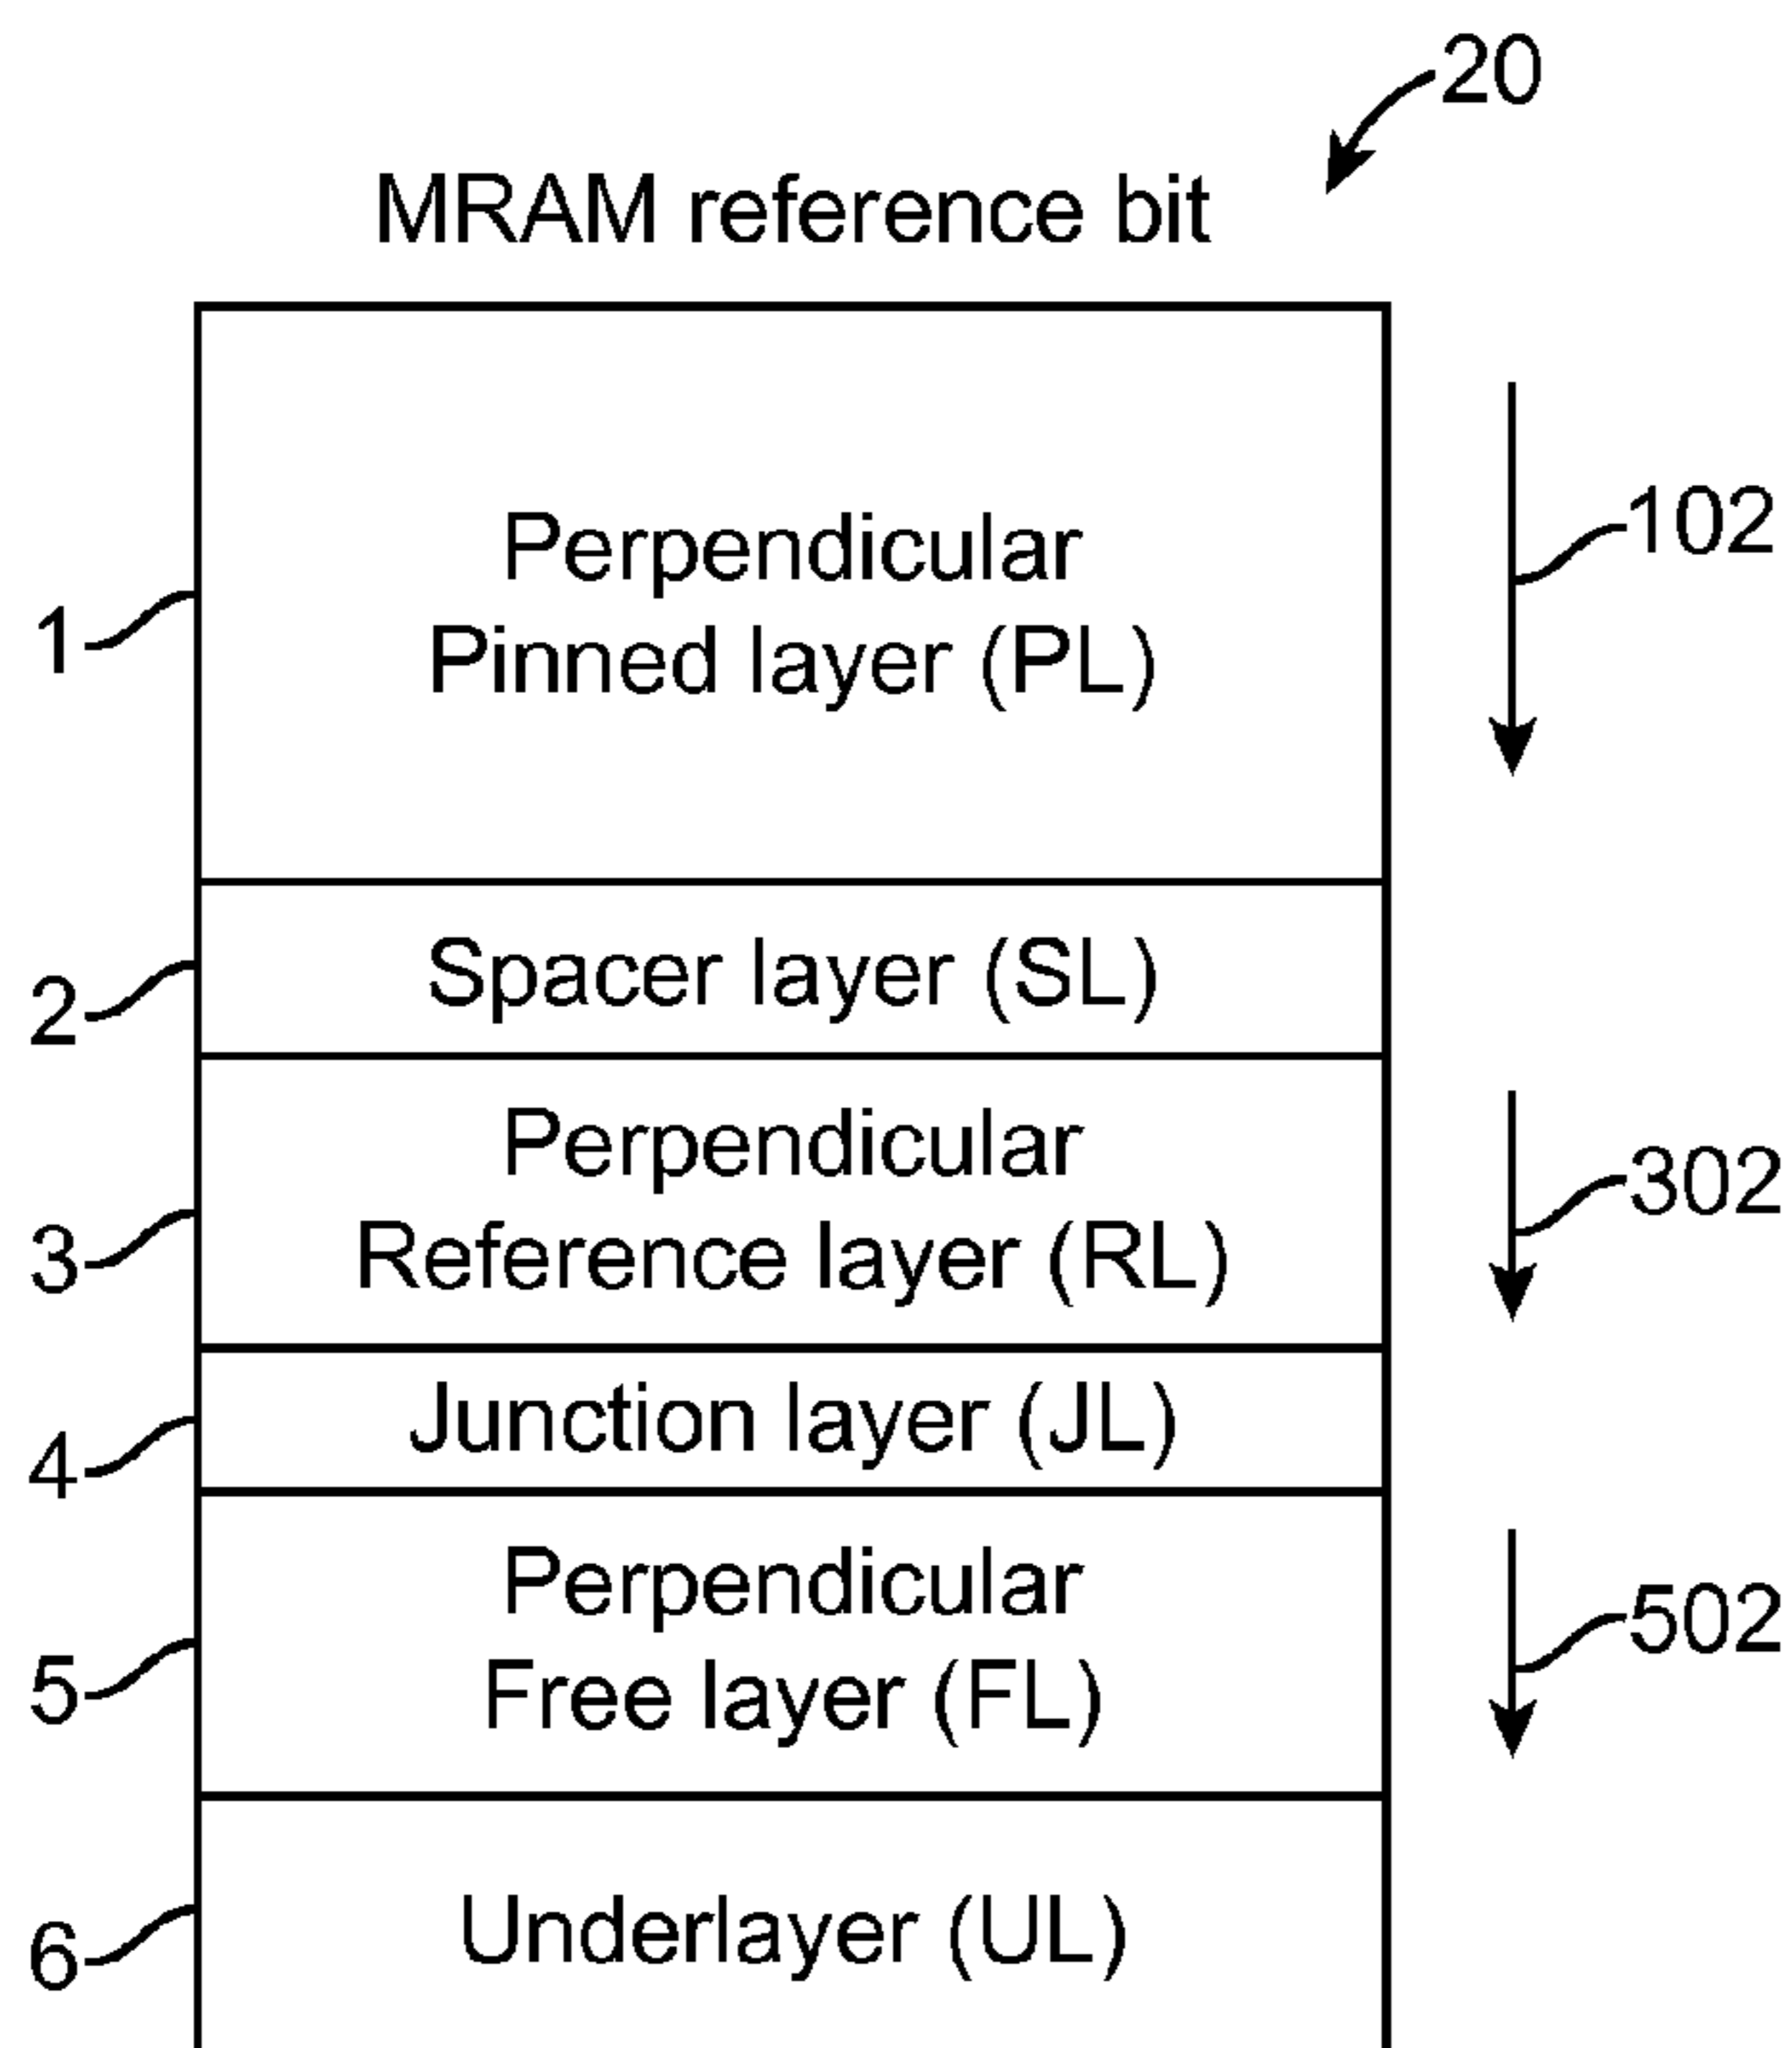 20
MRAM reference bit
102
Perpendicular
Pinned layer (PL)
1
Spacer layer (SL)
2
Perpendicular
Reference layer (RL)
302
3
Junction layer (JL)
4
Perpendicular
Free layer (FL)
502
5
Underlayer (UL)
6